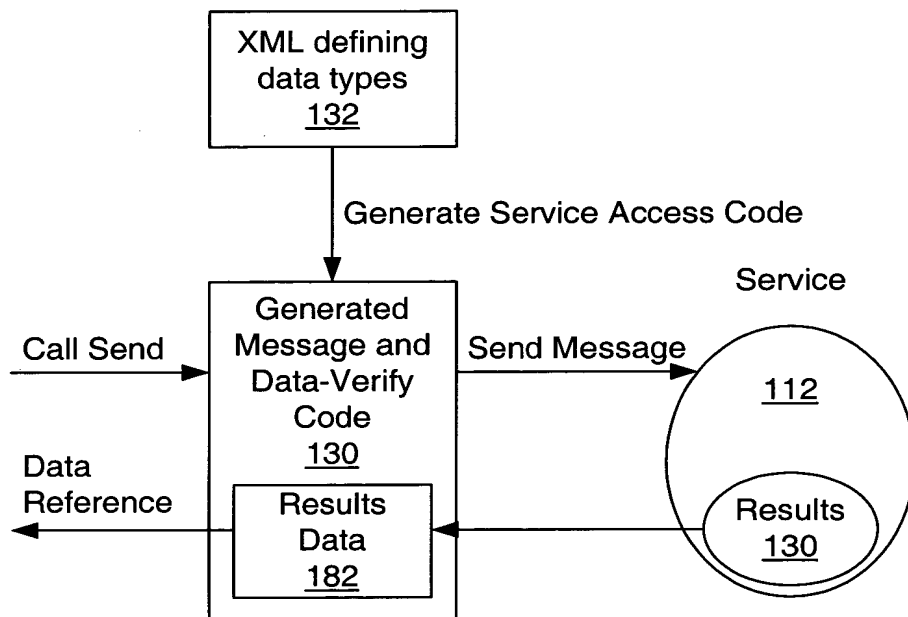 XML defining
data types
132
Generate Service Access Code
Service
Generated
Message and
Data-Verify
Code
130
Call Send
Send Message
112
Data
Reference
Results
Data
182
Results
130